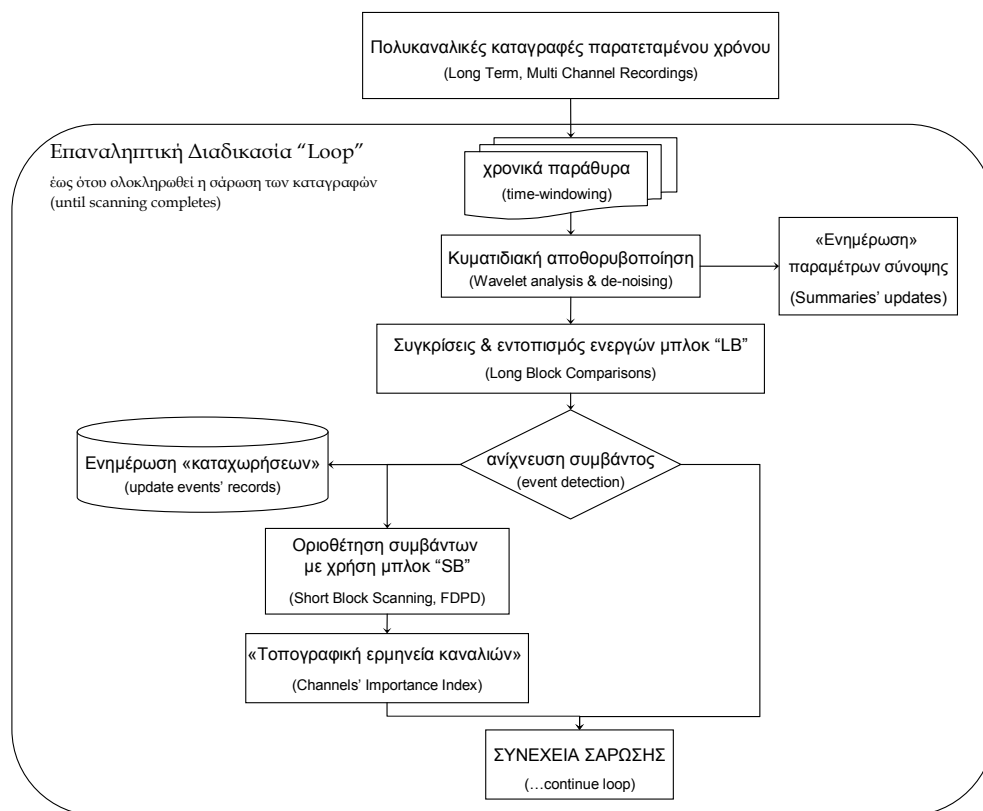 Πολυκαναλικές καταγραφές παρατεταμένου χρόνου
(Long Term, Multi Channel Recordings)
Επαναληπτική Διαδικασία “Loop”
έως ότου ολοκληρωθεί η σάρωση των καταγραφών
(until scanning completes)
χρονικά παράθυρα
(time-windowing)
Κυματιδιακή αποθορυβοποίηση
(Wavelet analysis & de-noising)
«Ενημέρωση»
παραμέτρων σύνοψης
(Summaries’ updates)
Συγκρίσεις & εντοπισμός ενεργών μπλοκ “LB”
(Long Block Comparisons)
ανίχνευση συμβάντος
(event detection)
Ενημέρωση «καταχωρήσεων»
(update events’ records)
Οριοθέτηση συμβάντων
με χρήση μπλοκ “SB”
(Short Block Scanning, FDPD)
«Τοπογραφική ερμηνεία καναλιών»
(Channels’ Importance Index)
ΣΥΝΕΧΕΙΑ ΣΑΡΩΣΗΣ
(…continue loop)